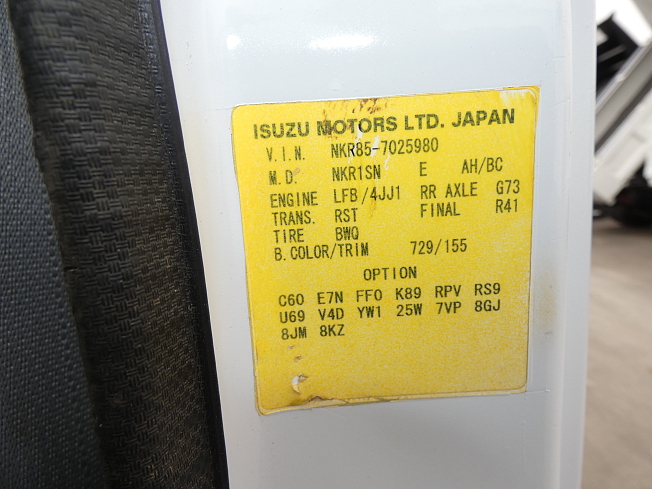 ISUZU MOTORS LTD. JAPAN
V.I.N. NKR85-7025980
M.D. NKR1SN E AH/BC
ENGINE LFB/4JJ1 RR AXLE G73
TRANS. RST FINAL R41
TIRE BWQ
B.COLOR/TRIM 729/155
OPTION
C60 E7N FFO K89 RPV RS9
U69 V4D YW1 25W 7VP 8GJ
8JM 8KZ